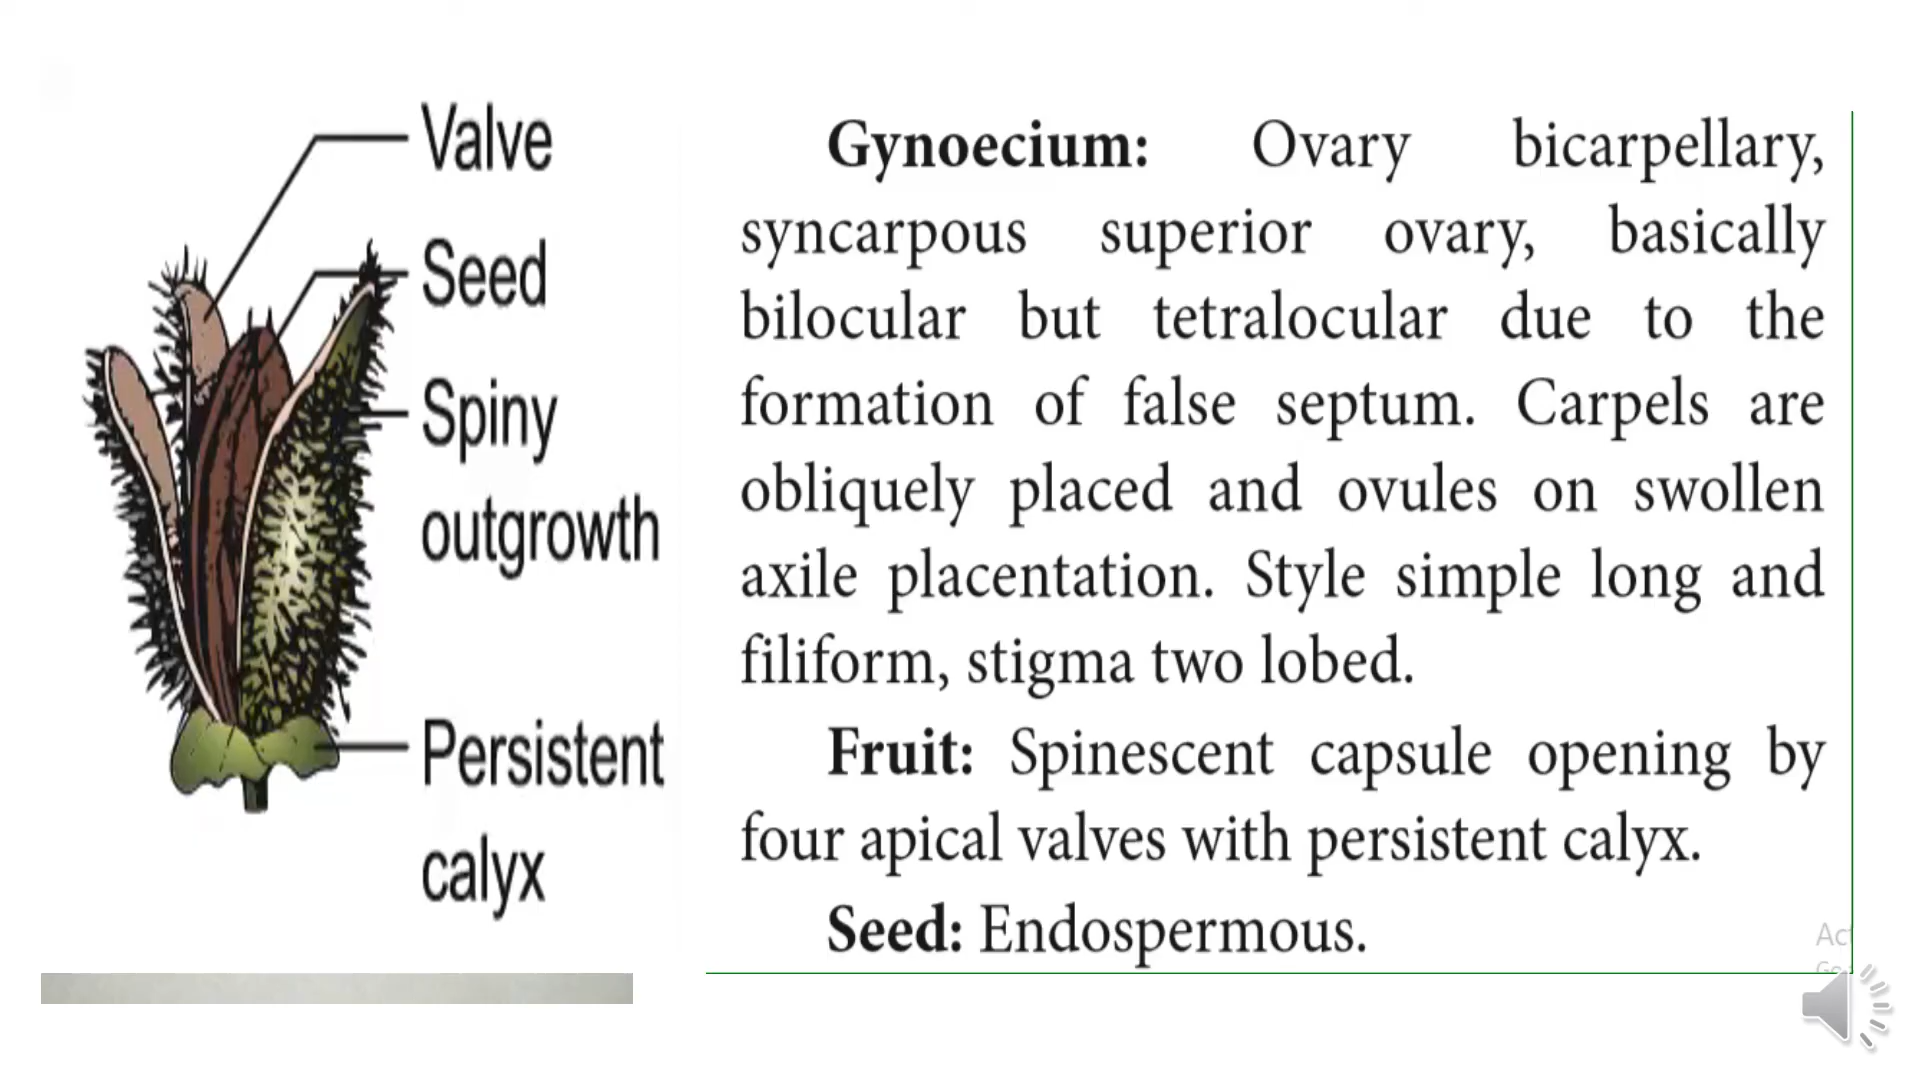 Valve
Seed
Spiny
outgrowth
Persistent
calyx
Gynoecium: Ovary bicarpellary,
syncarpous superior ovary, basically
bilocular but tetralocular due to the
formation of false septum. Carpels are
obliquely placed and ovules on swollen
axile placentation. Style simple long and
filiform, stigma two lobed.
Fruit: Spinescent capsule opening by
four apical valves with persistent calyx.
Seed: Endospermous.